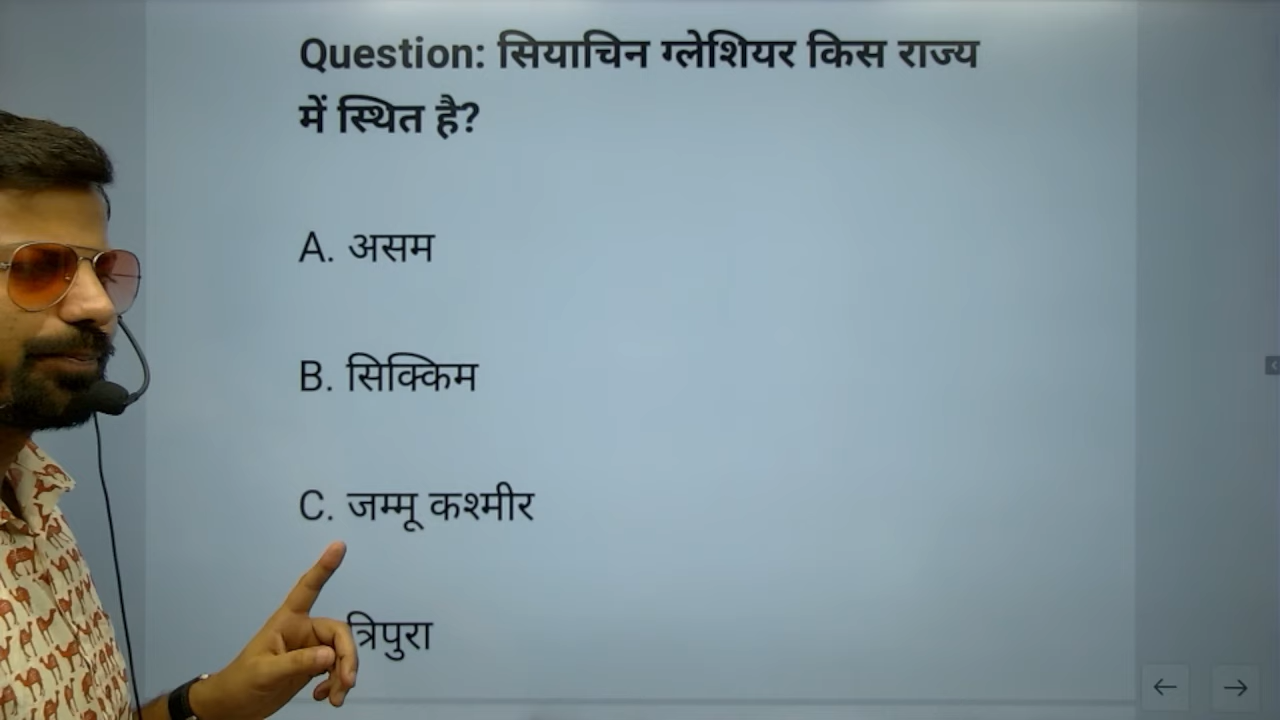 Question: सियाचिन ग्लेशियर किस राज्य
में स्थित है?
A. असम
B. सिक्किम
C. जम्मू कश्मीर
त्रिपुरा